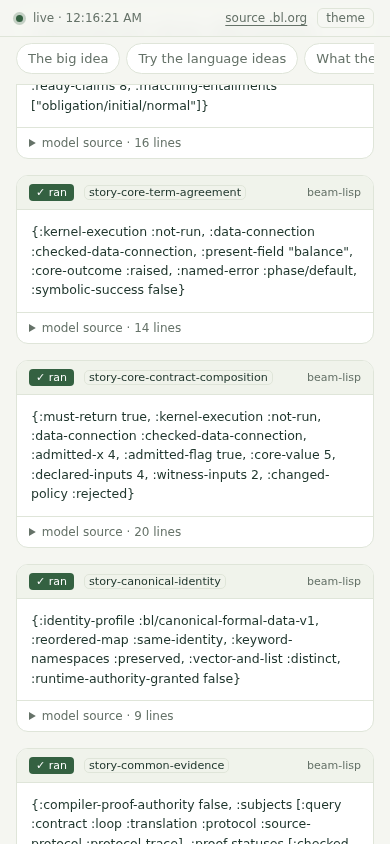 live · 12:16:21 AM
source .bl.org
theme
The big idea
Try the language ideas
What the
:ready-claims 8, :matching-entailments
["obligation/initial/normal"]}
▶ model source · 16 lines
✓ ran story-core-term-agreement beam-lisp
{:kernel-execution :not-run, :data-connection
:checked-data-connection, :present-field "balance",
:core-outcome :raised, :named-error :phase/default,
:symbolic-success false}
▶ model source · 14 lines
✓ ran story-core-contract-composition beam-lisp
{:must-return true, :kernel-execution :not-run,
:data-connection :checked-data-connection,
:admitted-x 4, :admitted-flag true, :core-value 5,
:declared-inputs 4, :witness-inputs 2, :changed-
policy :rejected}
▶ model source · 20 lines
✓ ran story-canonical-identity beam-lisp
{:identity-profile :bl/canonical-formal-data-v1,
:reordered-map :same-identity, :keyword-
namespaces :preserved, :vector-and-list :distinct,
:runtime-authority-granted false}
▶ model source · 9 lines
✓ ran story-common-evidence beam-lisp
{:compiler-proof-authority false, :subjects [:query
:contract :loop :translation :protocol :source-
protocol :protocol-trace], :proof-statuses [:checked